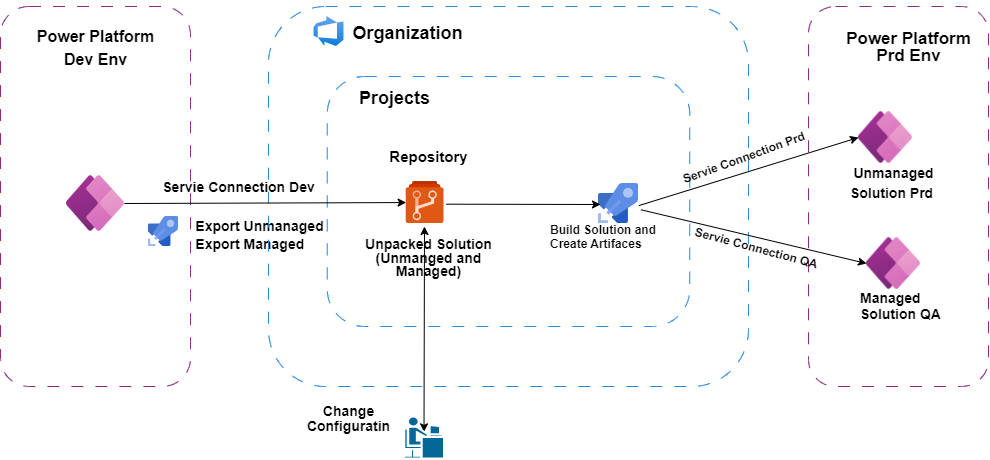 Power Platform
Dev Env
Organization
Power Platform
Prd Env
Projects
Repository
Servie Connection Dev
Export Unmanaged
Export Managed
Unpacked Solution
(Unmanged and
Managed)
Build Solution and
Create Artifaces
Servie Connection Prd
Servie Connection QA
Unmanaged
Solution Prd
Managed
Solution QA
Change
Configuratin